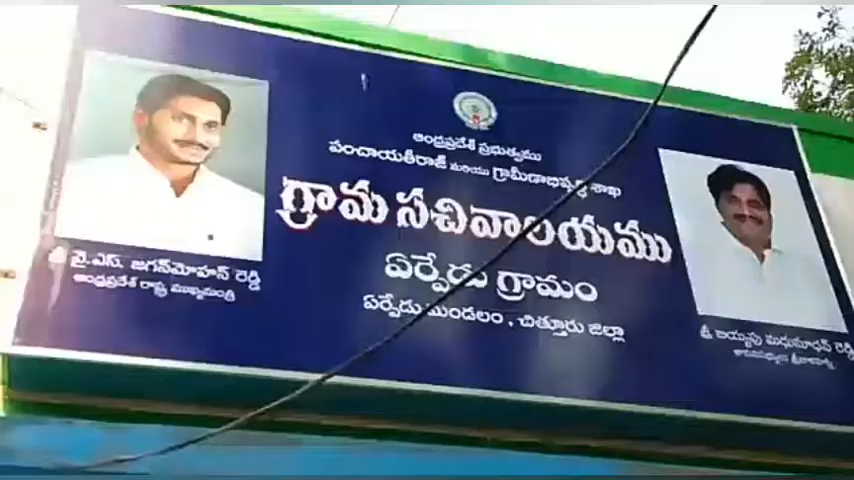 ఆంధ్రప్రదేశ్ ప్రభుత్వము
పంచాయతీరాజ్ మరియు గ్రామీణాభివృద్ధి శాఖ
గ్రామ సచివాలయము
ఏర్పేడు గ్రామం
ఏర్పేడు మండలం , చిత్తూరు జిల్లా
శ్రీ వై.ఎస్. జగన్‌మోహన్ రెడ్డి
ఆంధ్రప్రదేశ్ రాష్ట్ర ముఖ్యమంత్రి
శ్రీ బియ్యపు మధుసూధన్ రెడ్డి